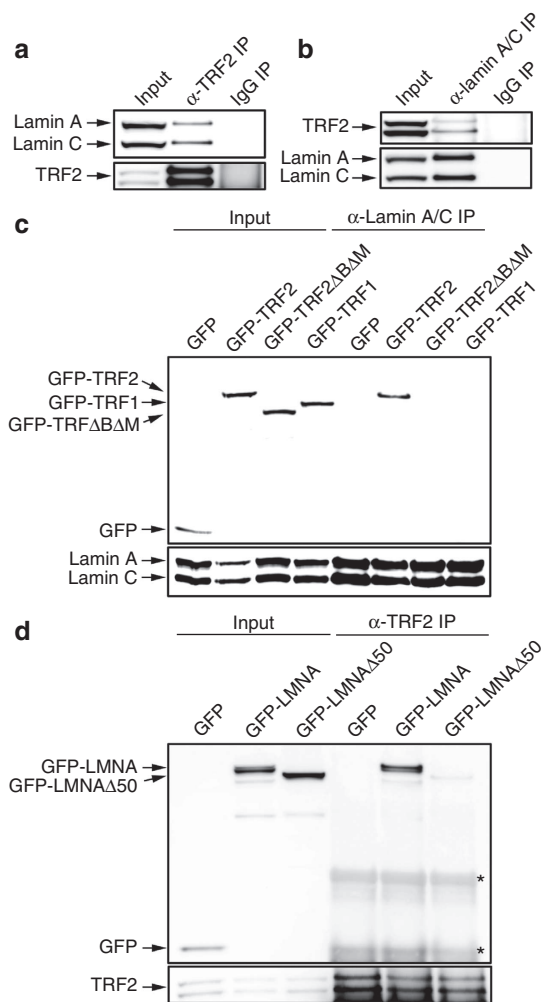 a
Input
α-TRF2 IP
IgG IP
Lamin A
Lamin C
TRF2
b
Input
α-lamin A/C IP
IgG IP
TRF2
Lamin A
Lamin C
c
Input
α-Lamin A/C IP
GFP
GFP-TRF2
GFP-TRF2ΔBΔM
GFP-TRF1
GFP
GFP-TRF2
GFP-TRF2ΔBΔM
GFP-TRF1
GFP-TRF2
GFP-TRF1
GFP-TRFΔBΔM
GFP
Lamin A
Lamin C
d
Input
α-TRF2 IP
GFP
GFP-LMNA
GFP-LMNAΔ50
GFP
GFP-LMNA
GFP-LMNAΔ50
GFP-LMNA
GFP-LMNAΔ50
*
GFP
*
TRF2